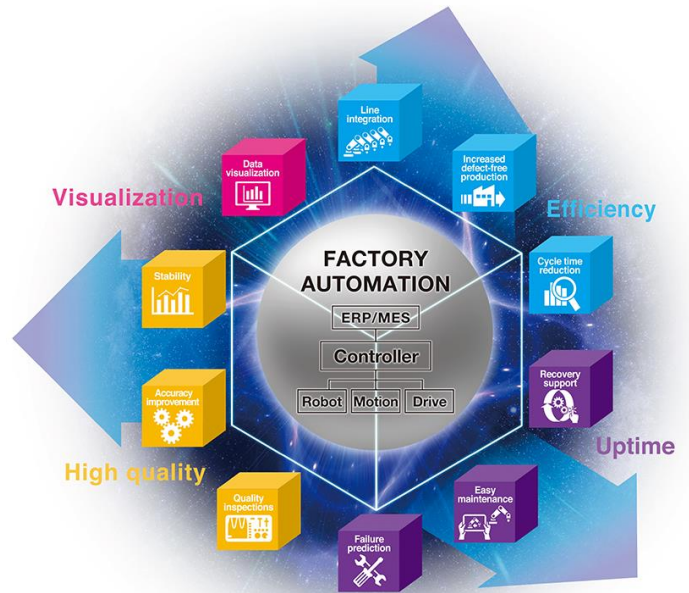 Line
integration
Data
visualization
Increased
defect-free
production
Visualization
Efficiency
FACTORY
AUTOMATION
Stability
Cycle time
reduction
ERP/MES
Controller
Recovery
support
Accuracy
improvement
Robot Motion Drive
Uptime
High quality
Quality
inspections
Easy
maintenance
Failure
prediction